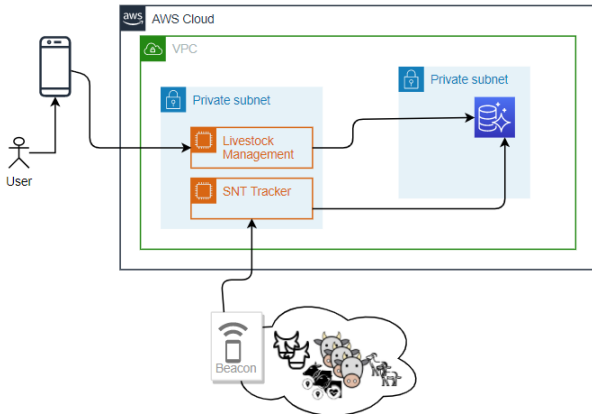 aws
AWS Cloud
VPC
Private subnet
Private subnet
Livestock
Management
SNT Tracker
User
Beacon